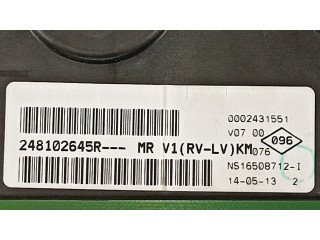 0002431551
V07 00
096
248102645R--- MR V1(RV-LV)KM
076
NS16508712-I
14-05-13 2